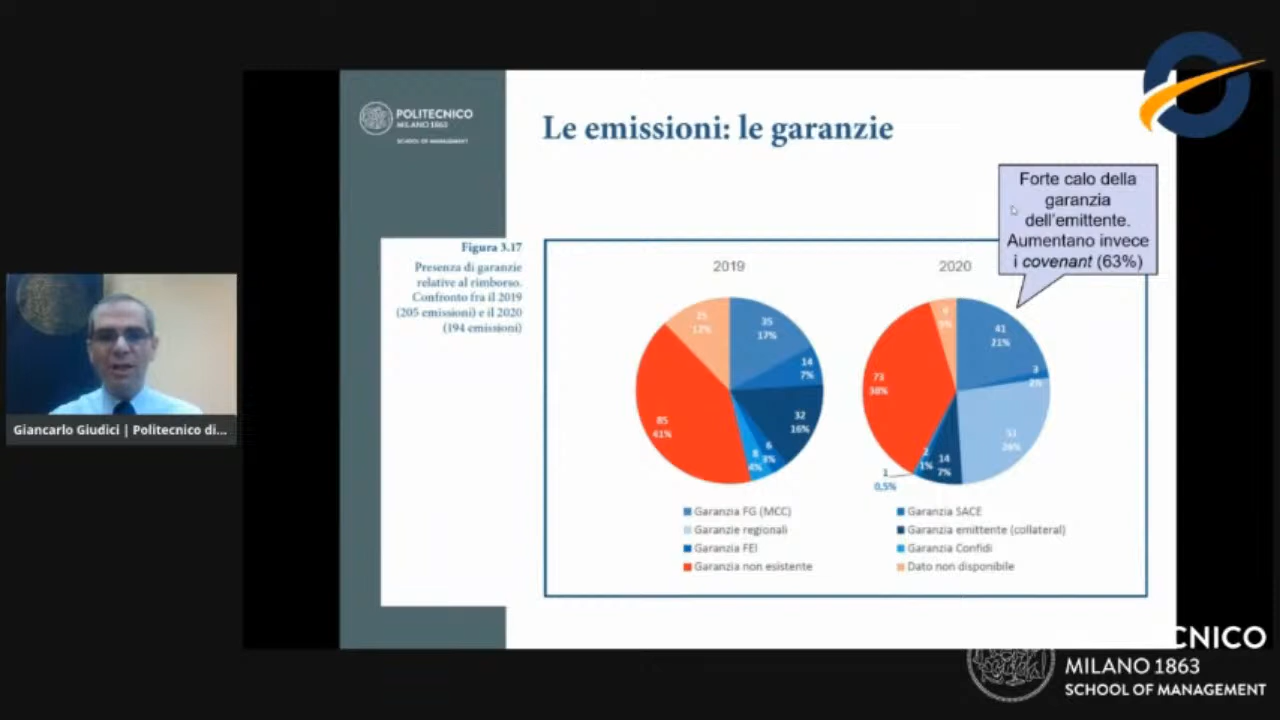 POLITECNICO
MILANO 1863
SCHOOL OF MANAGEMENT
Le emissioni: le garanzie
Forte calo della
garanzia
dell'emittente.
Aumentano invece
i covenant (63%)
Figura 3.17
Presenza di garanzie
relative al rimborso.
Confronto fra il 2019
(205 emissioni) e il 2020
(194 emissioni)
2019
35
17%
14
7%
32
16%
6
3%
8
4%
85
41%
25
12%
2020
41
21%
3
2%
51
26%
14
7%
2
1%
1
0,5%
73
38%
9
5%
Garanzia FG (MCC)
Garanzia SACE
Garanzie regionali
Garanzia emittente (collateral)
Garanzia FEI
Garanzia Confidi
Garanzia non esistente
Dato non disponibile
Giancarlo Giudici | Politecnico di...
CNICO
MILANO 1863
SCHOOL OF MANAGEMENT